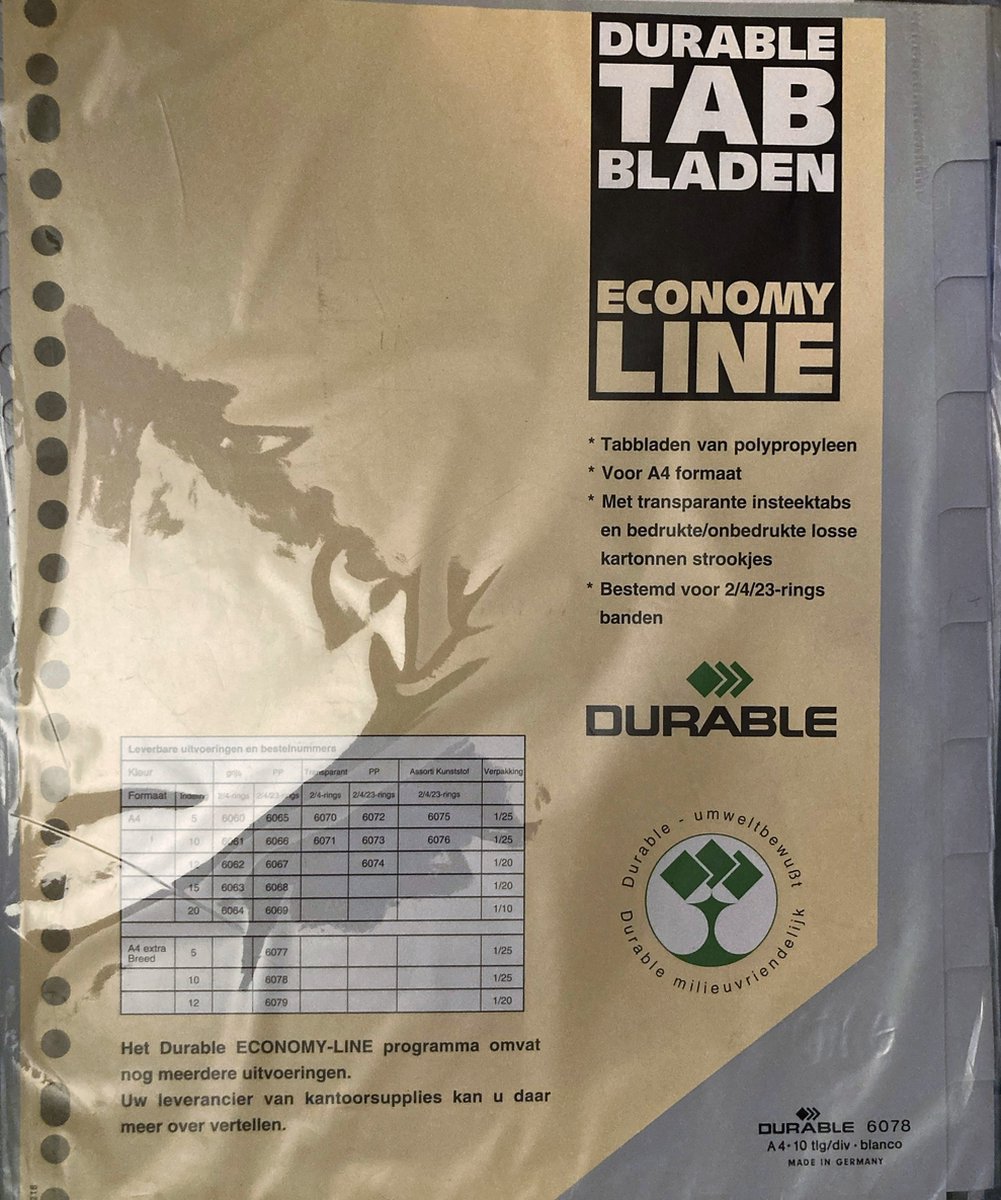 DURABLE
TAB
BLADEN
ECONOMY
LINE
* Tabbladen van polypropyleen
* Voor A4 formaat
* Met transparante insteektabs
en bedrukte/onbedrukte losse
kartonnen strookjes
* Bestemd voor 2/4/23-rings
banden
DURABLE
Durable - umweltbewußt
Durable milieuvriendelijk
Leverbare uitvoeringen en bestelnummers
Kleur grijs PP Transparant PP Assorti Kunststof Verpakking
Formaat 2/4-rings 2/4/23-rings 2/4-rings 2/4/23-rings 2/4/23-rings
A4 5 6060 6065 6070 6072 6075 1/25
10 6061 6066 6071 6073 6076 1/25
12 6062 6067 6074 1/20
15 6063 6068 1/20
20 6064 6069 1/10
A4 extra
Breed 5 6077 1/25
10 6078 1/25
12 6079 1/20
Het Durable ECONOMY-LINE programma omvat
nog meerdere uitvoeringen.
Uw leverancier van kantoorsupplies kan u daar
meer over vertellen.
DURABLE 6078
A4·10 tlg/div·blanco
MADE IN GERMANY